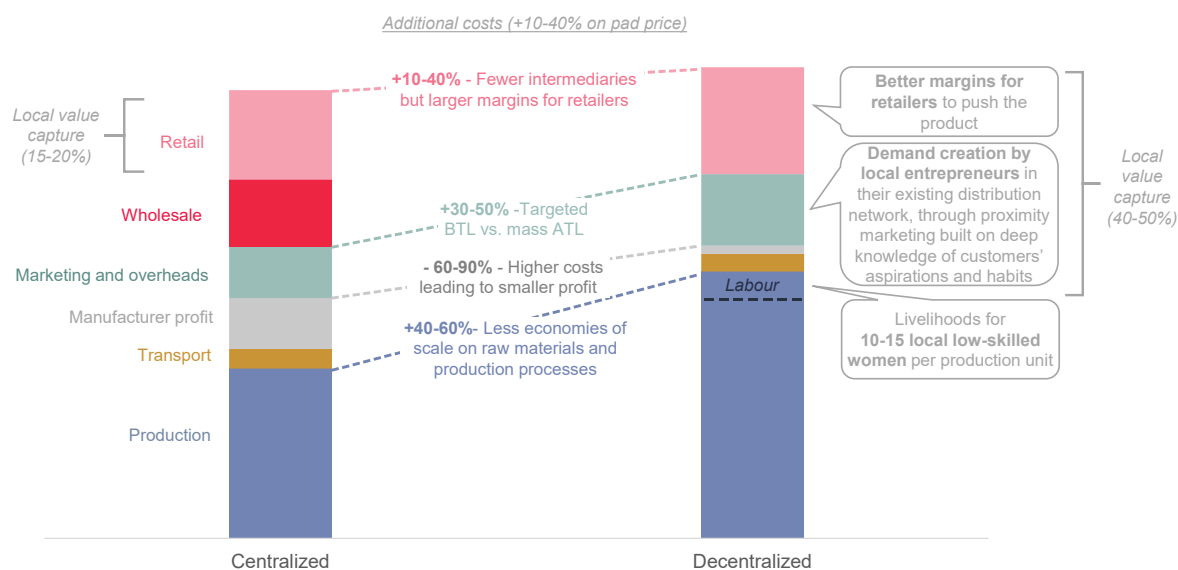 Additional costs (+10-40% on pad price)
Local value
capture
(15-20%)
Retail
Wholesale
Marketing and overheads
Manufacturer profit
Transport
Production
+10-40% - Fewer intermediaries
but larger margins for retailers
+30-50% -Targeted
BTL vs. mass ATL
- 60-90% - Higher costs
leading to smaller profit
+40-60%- Less economies of
scale on raw materials and
production processes
Labour
Better margins for
retailers to push the
product
Demand creation by
local entrepreneurs in
their existing distribution
network, through proximity
marketing built on deep
knowledge of customers’
aspirations and habits
Livelihoods for
10-15 local low-skilled
women per production unit
Local
value
capture
(40-50%)
Centralized
Decentralized